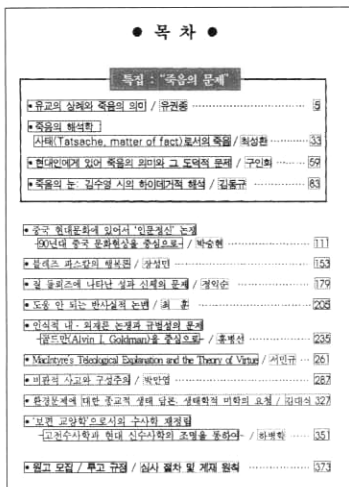 ● 목 차 ●
특집 : "죽음의 문제"
• 유교의 상례와 죽음의 의미 / 유권종 ········ 5
• 죽음의 해석학 :
사태(Tatsache, matter of fact)로서의 죽음 / 최성환 ········ 33
• 현대인에게 있어 죽음의 의미와 그 도덕적 문제 / 구인회 ········ 59
• 죽음의 눈: 김수영 시의 하이데거적 해석 / 김동규 ········ 83
• 중국 현대문화에 있어서 '인문정신' 논쟁
-90년대 중국 문화현상을 중심으로- / 박승현 ········ 111
• 블레즈 파스칼의 행복론 / 장성민 ········ 153
• 질 들뢰즈에 나타난 성과 신체의 문제 / 정익순 ········ 179
• 도움 안 되는 반사실적 논변 / 최 훈 ········ 205
• 인식적 내·외재론 논쟁과 규범성의 문제
-골드만(Alvin I. Goldman)을 중심으로- / 홍병선 ········ 235
• MacIntyre's Teleological Explanation and the Theory of Virtue / 서민규 ··· 261
• 비판적 사고와 구성주의 / 박만엽 ········ 287
• 환경문제에 대한 종교적 생태 담론, 생태학적 미학의 요청 / 김대식 327
• '보편 교양학'으로서의 수사학 재정립
-고전수사학과 현대 신수사학의 조명을 통하여- / 하병학 ···· 351
• 원고 모집 / 투고 규정 / 심사 절차 및 게재 원칙 ········ 373